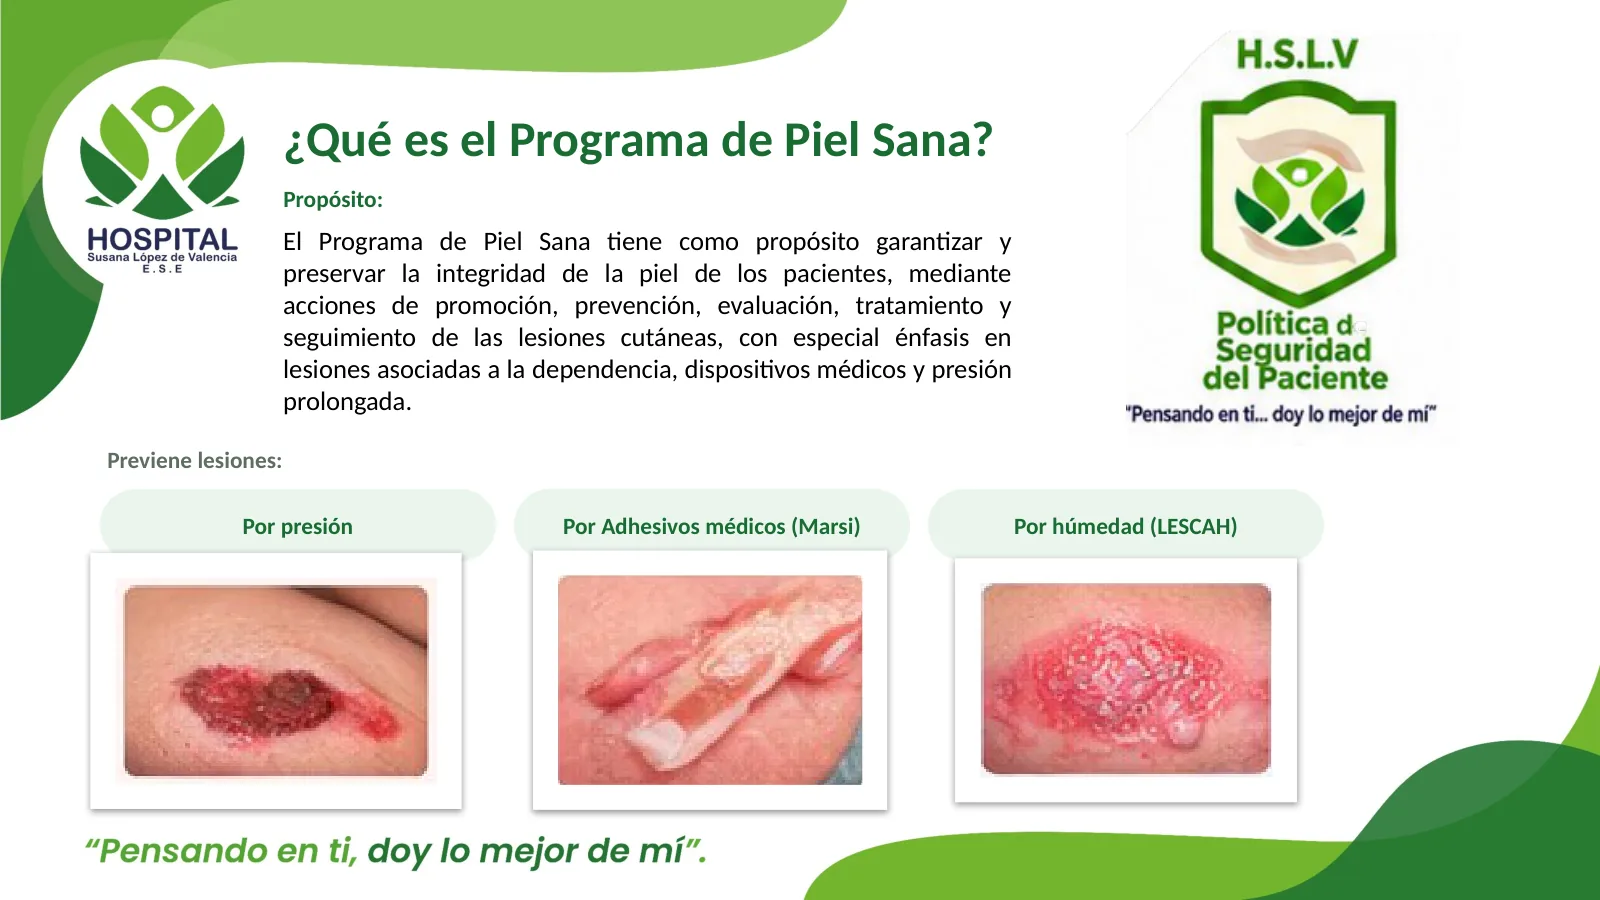 H.S.L.V
¿Qué es el Programa de Piel Sana?
Propósito:
El Programa de Piel Sana tiene como propósito garantizar y
preservar la integridad de la piel de los pacientes, mediante
acciones de promoción, prevención, evaluación, tratamiento y
seguimiento de las lesiones cutáneas, con especial énfasis en
lesiones asociadas a la dependencia, dispositivos médicos y presión
prolongada.
HOSPITAL
Susana López de Valencia
E.S.E
Política de
Seguridad
del Paciente
"Pensando en ti... doy lo mejor de mí"
Previene lesiones:
Por presión
Por Adhesivos médicos (Marsi)
Por húmedad (LESCAH)
“Pensando en ti, doy lo mejor de mí”.